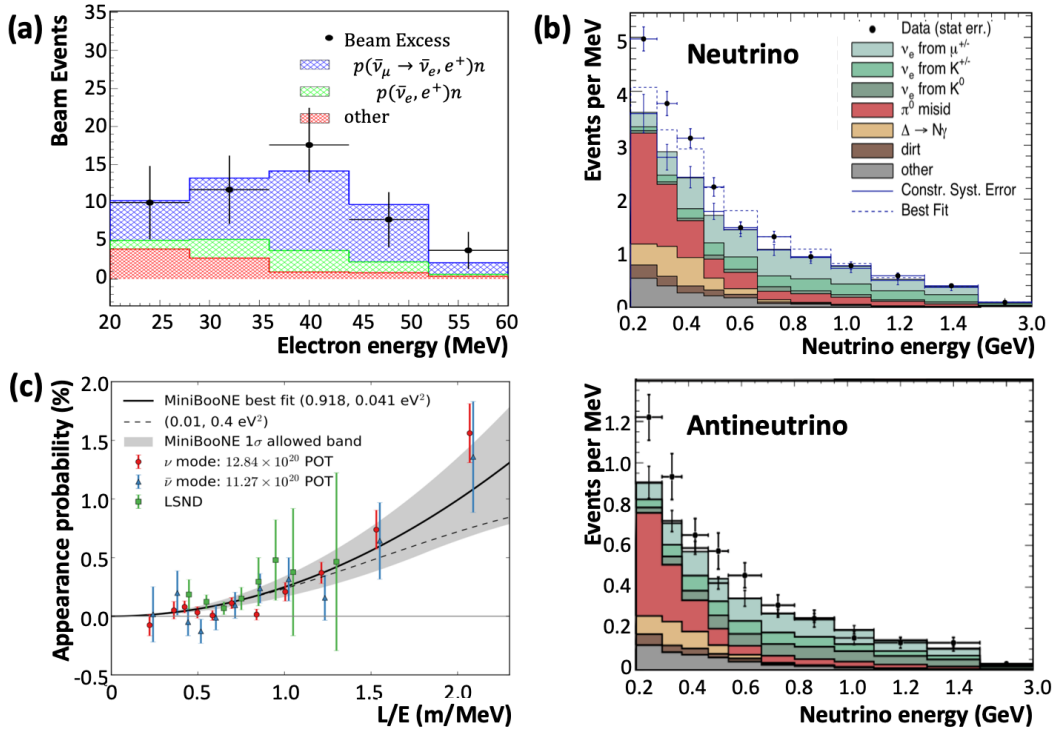 (a)
35
30
25
20
15
10
5
0
Beam Events
Beam Excess
p(ν̄μ → ν̄e, e⁺)n
p(ν̄e, e⁺)n
other
20 30 40 50 60
Electron energy (MeV)
(b)
Neutrino
5
4
3
2
1
0
Events per MeV
Data (stat err.)
νe from μ+/-
νe from K+/-
νe from K0
π0 misid
Δ → Nγ
dirt
other
Constr. Syst. Error
Best Fit
0.2 0.4 0.6 0.8 1.0 1.2 1.4 3.0
Neutrino energy (GeV)
(c)
2.0
1.5
1.0
0.5
0.0
-0.5
Appearance probability (%)
MiniBooNE best fit (0.918, 0.041 eV²)
(0.01, 0.4 eV²)
MiniBooNE 1σ allowed band
ν mode: 12.84 × 10²⁰ POT
ν̄ mode: 11.27 × 10²⁰ POT
LSND
0 0.5 1.0 1.5 2.0
L/E (m/MeV)
Antineutrino
1.2
1.0
0.8
0.6
0.4
0.2
0
Events per MeV
0.2 0.4 0.6 0.8 1.0 1.2 1.4 3.0
Neutrino energy (GeV)